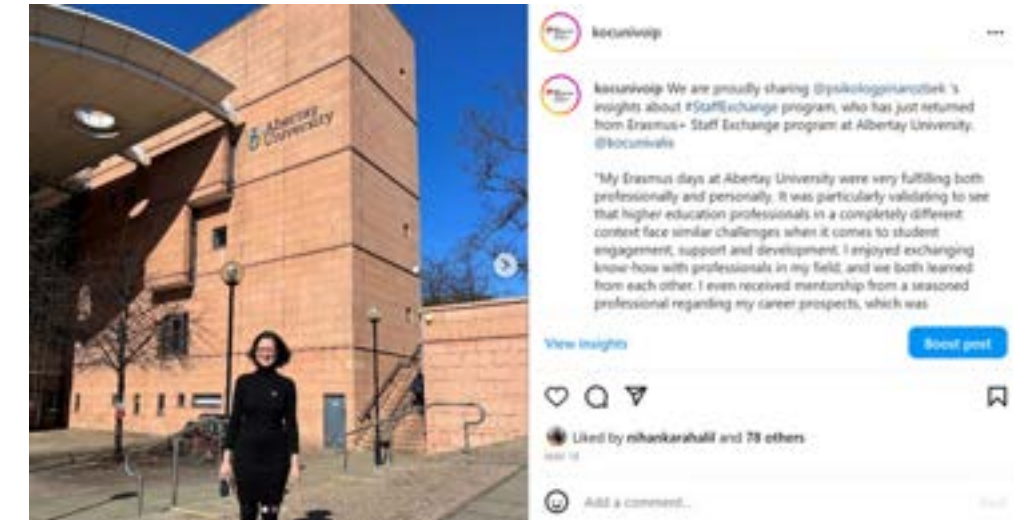 Abertay
University
kocunivoip
kocunivoip We are proudly sharing @psikologpinarozbek 's
insights about #StaffExchange program, who has just returned
from Erasmus+ Staff Exchange program at Albertay University.
@kocunivalis
"My Erasmus days at Abertay University were very fulfilling both
professionally and personally. It was particularly validating to see
that higher education professionals in a completely different
context face similar challenges when it comes to student
engagement, support and development. I enjoyed exchanging
know-how with professionals in my field, and we both learned
from each other. I even received mentorship from a seasoned
professional regarding my career prospects, which was
View insights
Boost post
Liked by nihankarahalil and 78 others
Add a comment...
Post